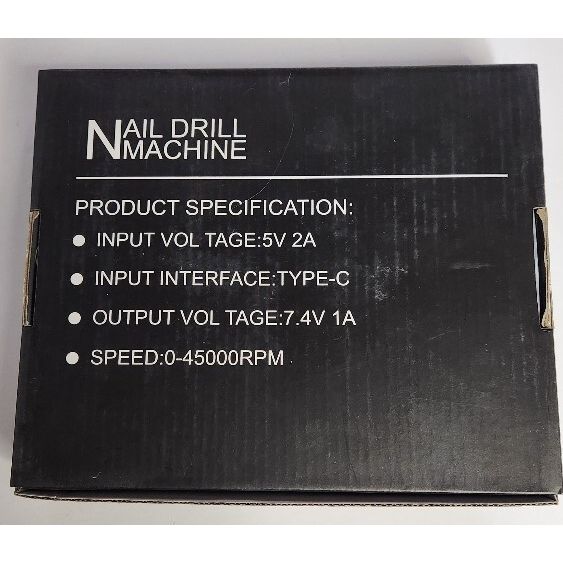 NAIL DRILL
MACHINE
PRODUCT SPECIFICATION:
● INPUT VOL TAGE:5V 2A
● INPUT INTERFACE:TYPE-C
● OUTPUT VOL TAGE:7.4V 1A
● SPEED:0-45000RPM